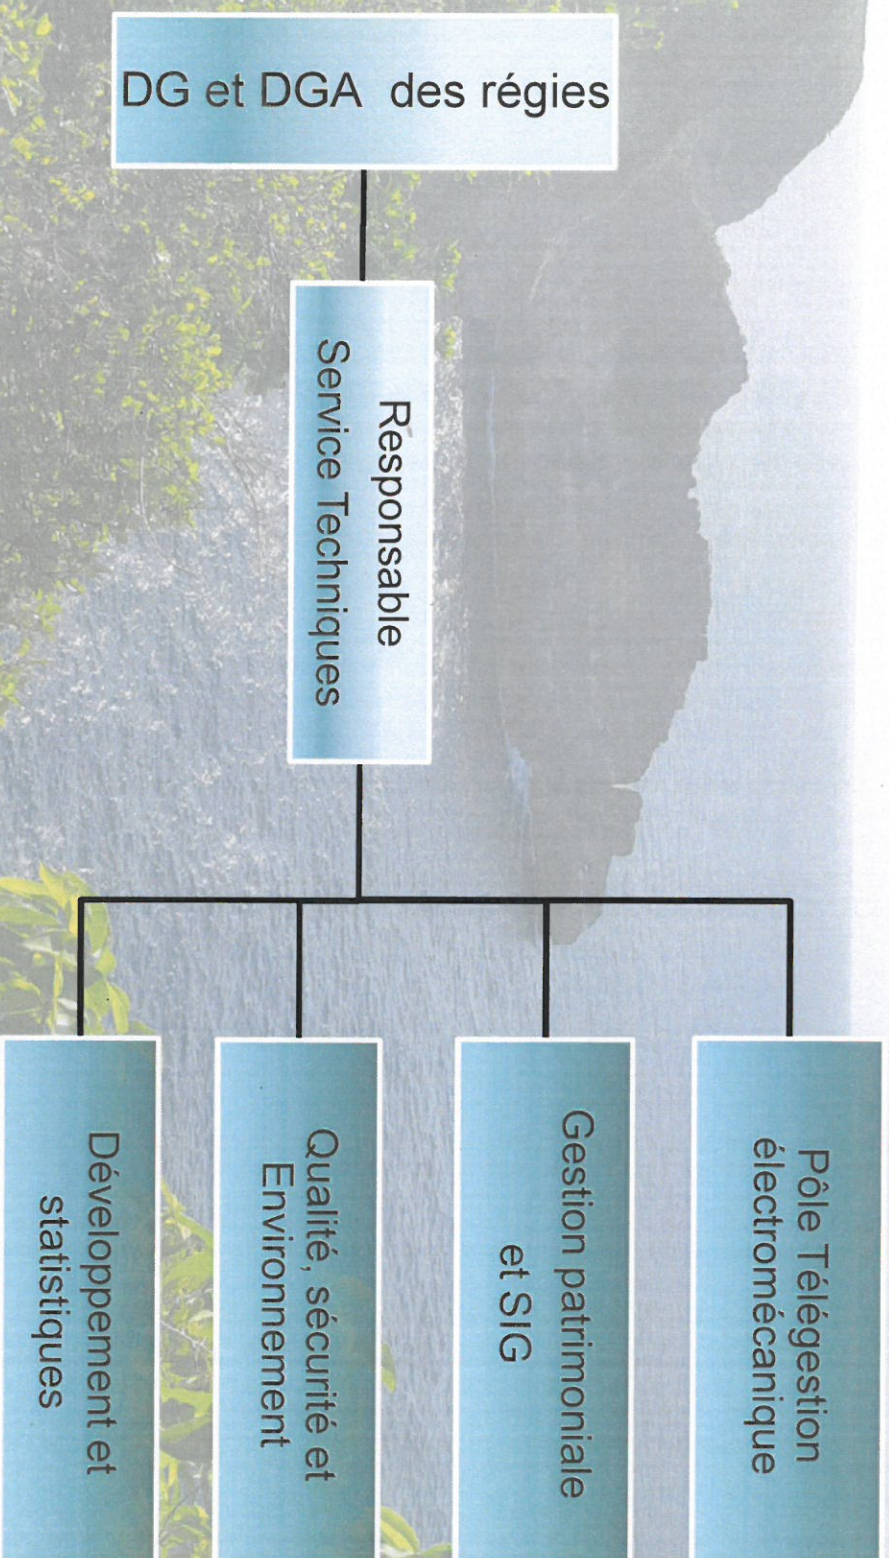 DG et DGA des régies
Responsable
Service Techniques
Pôle Télégestion
électromécanique
Gestion patrimoniale
et SIG
Qualité, sécurité et
Environnement
Développement et
statistiques